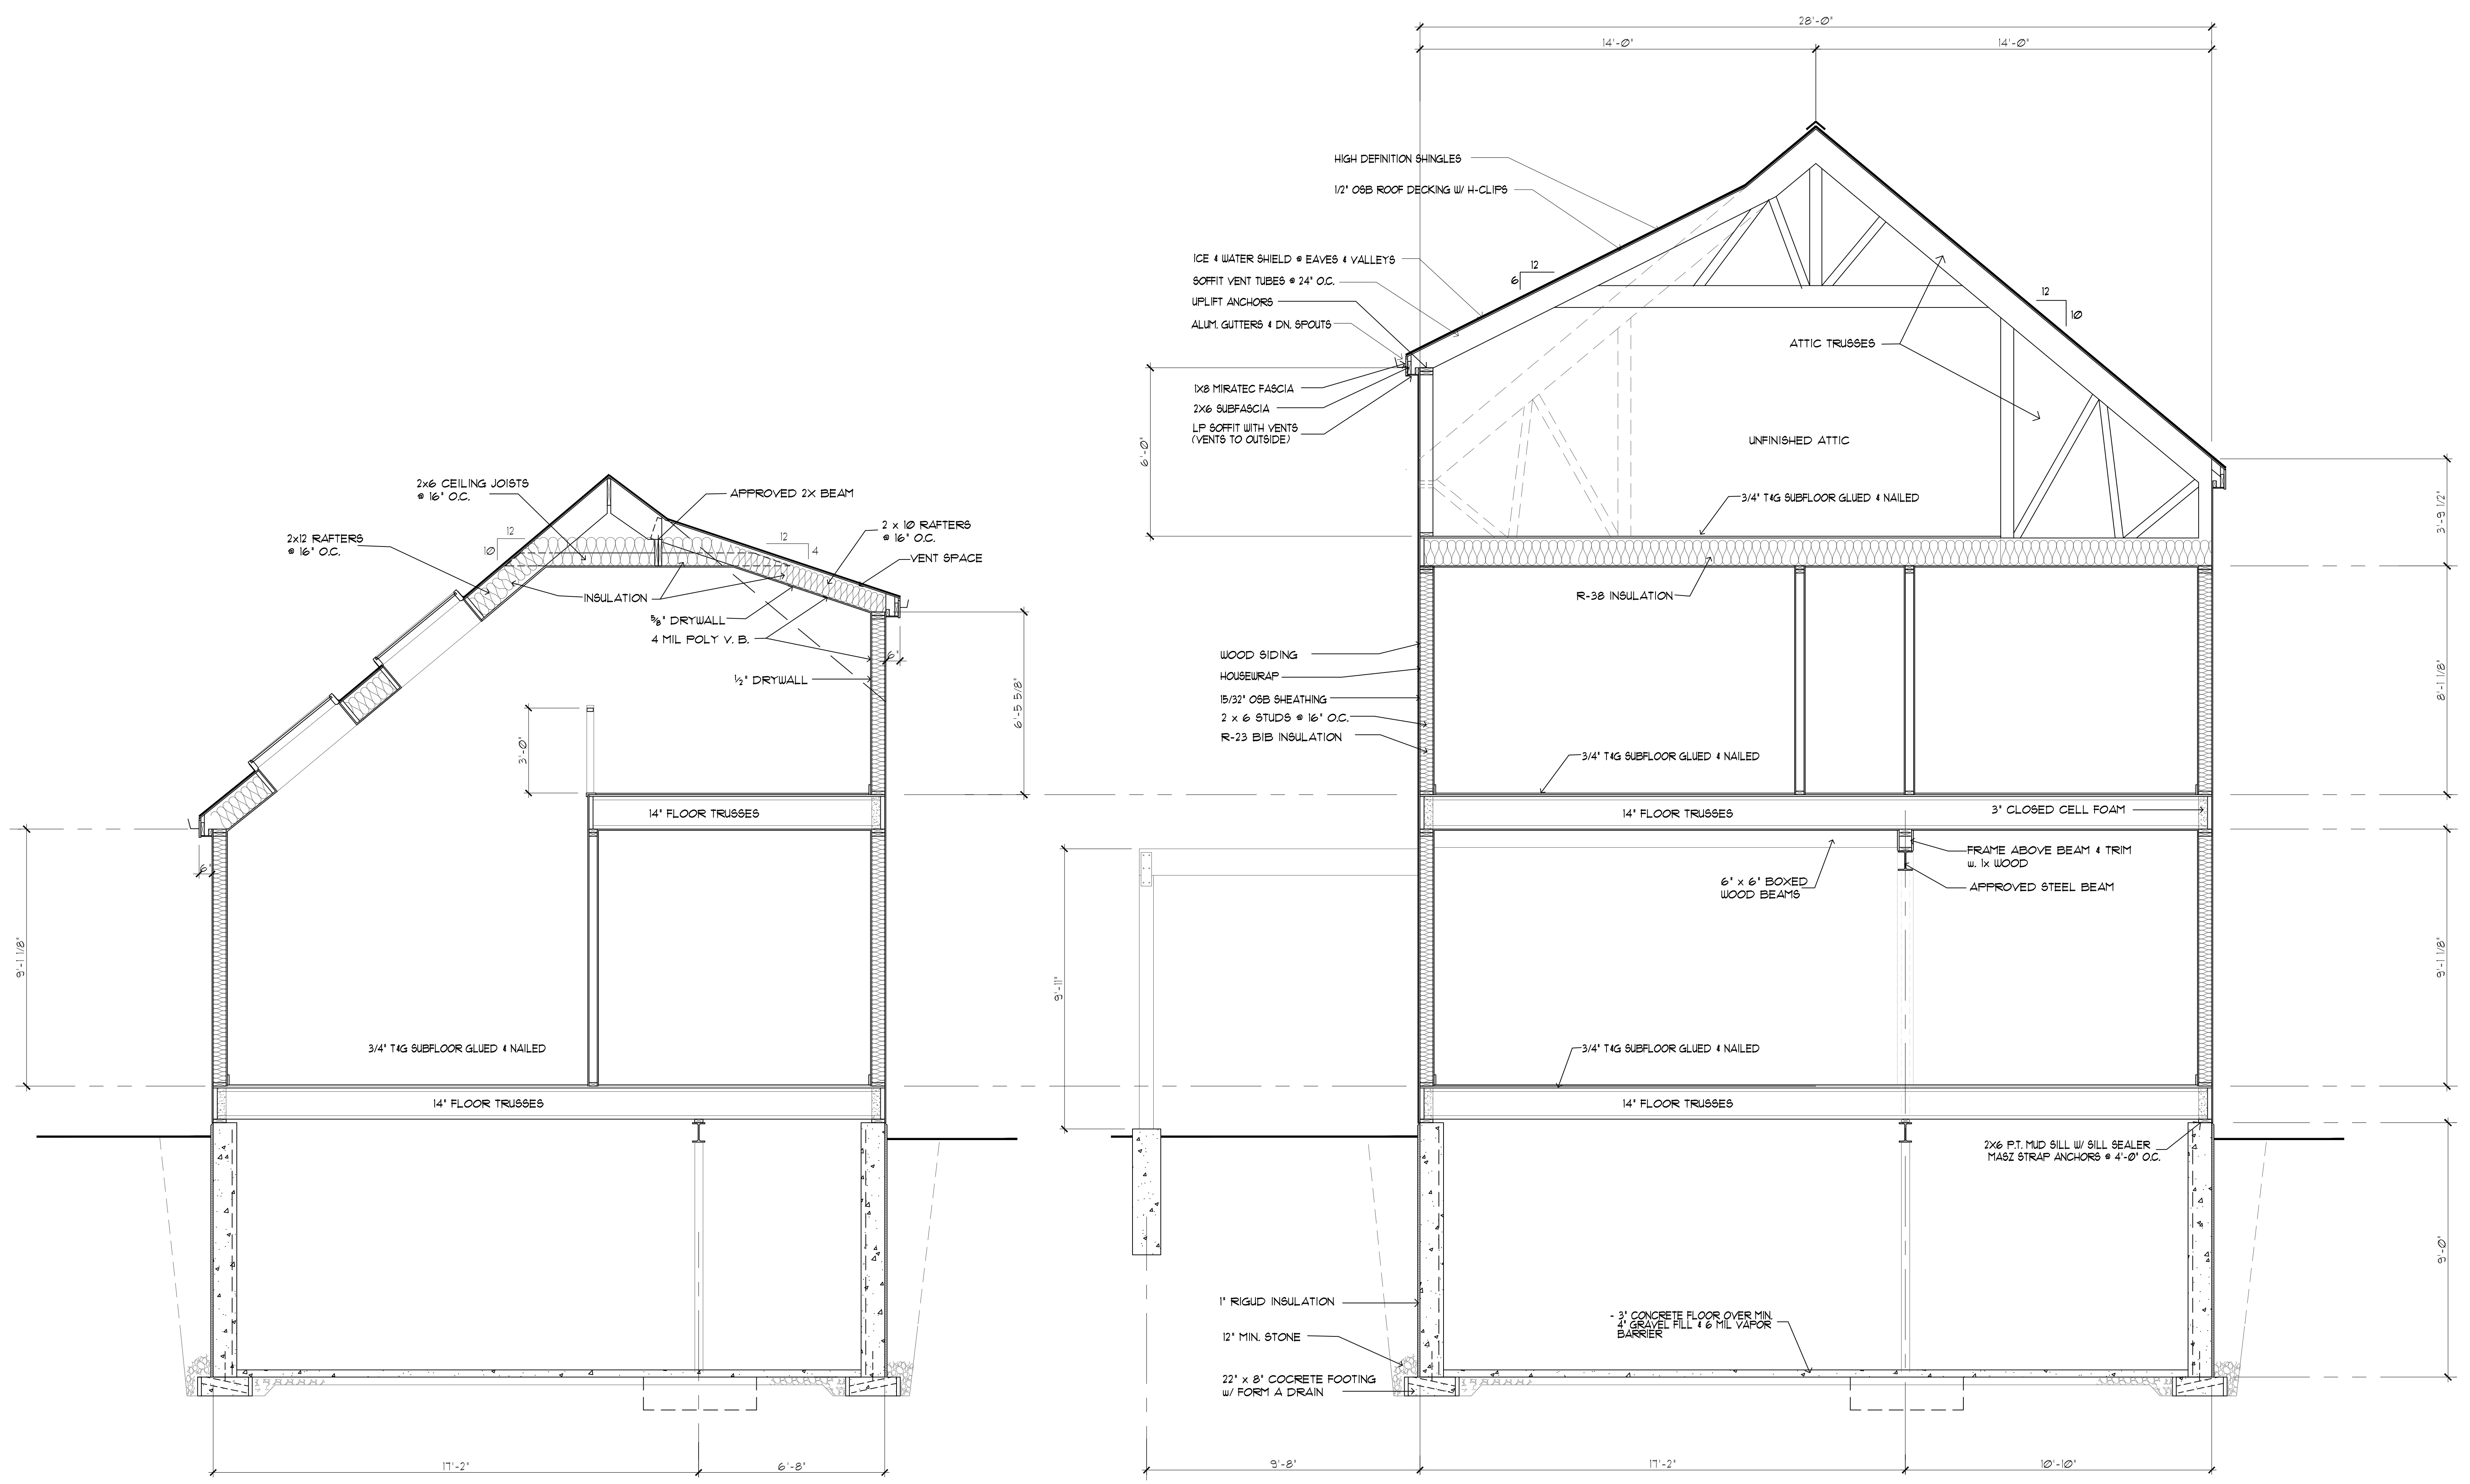 2x6 CEILING JOISTS
@ 16" O.C.
APPROVED 2X BEAM
2x12 RAFTERS
@ 16" O.C.
12
10
12
4
2 x 10 RAFTERS
@ 16" O.C.
VENT SPACE
INSULATION
5/8" DRYWALL
4 MIL POLY V. B.
6"
1/2" DRYWALL
6'-5 5/8"
3'-0"
14" FLOOR TRUSSES
6"
9'-1 1/8"
3/4" T&G SUBFLOOR GLUED & NAILED
14" FLOOR TRUSSES
17'-2"
6'-8"
28'-0"
14'-0"
14'-0"
HIGH DEFINITION SHINGLES
1/2" OSB ROOF DECKING W/ H-CLIPS
ICE & WATER SHIELD @ EAVES & VALLEYS
SOFFIT VENT TUBES @ 24" O.C.
UPLIFT ANCHORS
ALUM. GUTTERS & DN. SPOUTS
12
6
12
10
ATTIC TRUSSES
1X8 MIRATEC FASCIA
2X6 SUBFASCIA
LP SOFFIT WITH VENTS
(VENTS TO OUTSIDE)
6'-0"
UNFINISHED ATTIC
3/4" T&G SUBFLOOR GLUED & NAILED
3'-9 1/2"
R-38 INSULATION
WOOD SIDING
HOUSEWRAP
15/32" OSB SHEATHING
2 x 6 STUDS @ 16" O.C.
R-23 BIB INSULATION
8'-1 1/8"
3/4" T&G SUBFLOOR GLUED & NAILED
14" FLOOR TRUSSES
3" CLOSED CELL FOAM
FRAME ABOVE BEAM & TRIM
w. 1x WOOD
6" x 6" BOXED
WOOD BEAMS
APPROVED STEEL BEAM
9'-11"
9'-1 1/8"
3/4" T&G SUBFLOOR GLUED & NAILED
14" FLOOR TRUSSES
2X6 P.T. MUD SILL W/ SILL SEALER
MASZ STRAP ANCHORS @ 4'-0" O.C.
9'-0"
1" RIGUD INSULATION
- 3" CONCRETE FLOOR OVER MIN.
4" GRAVEL FILL & 6 MIL VAPOR
BARRIER
12" MIN. STONE
22" x 8" COCRETE FOOTING
w/ FORM A DRAIN
9'-8"
17'-2"
10'-10"